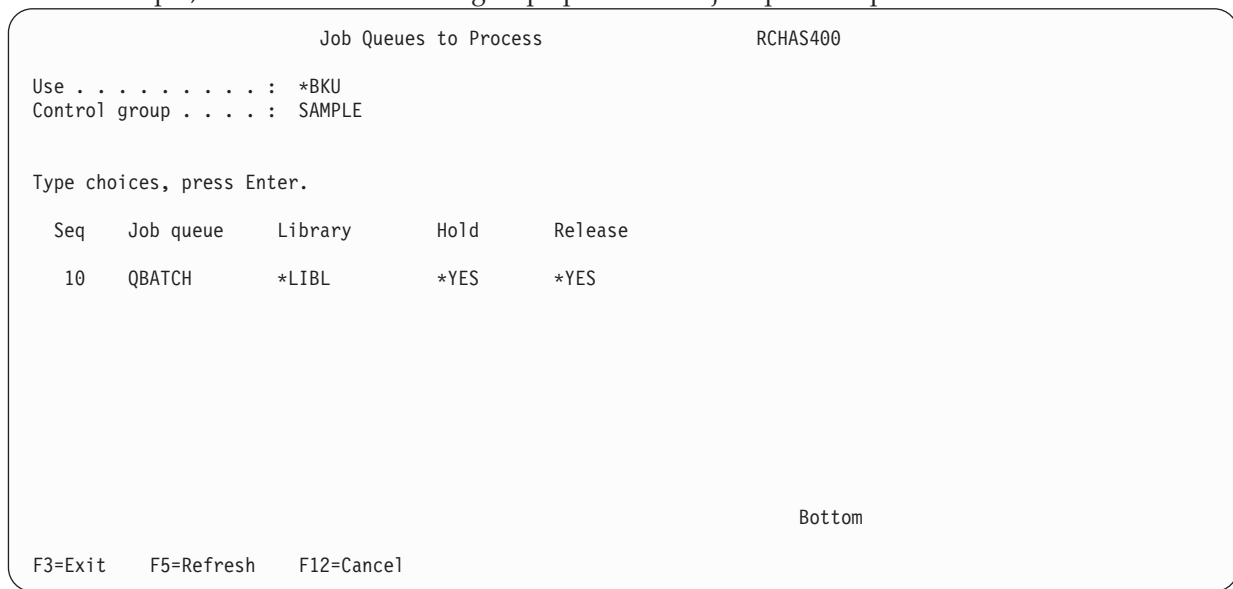 Job Queues to Process RCHAS400
Use . . . . . . . . . : *BKU
Control group . . . . : SAMPLE
Type choices, press Enter.
Seq Job queue Library Hold Release
10 QBATCH *LIBL *YES *YES
Bottom
F3=Exit F5=Refresh F12=Cancel